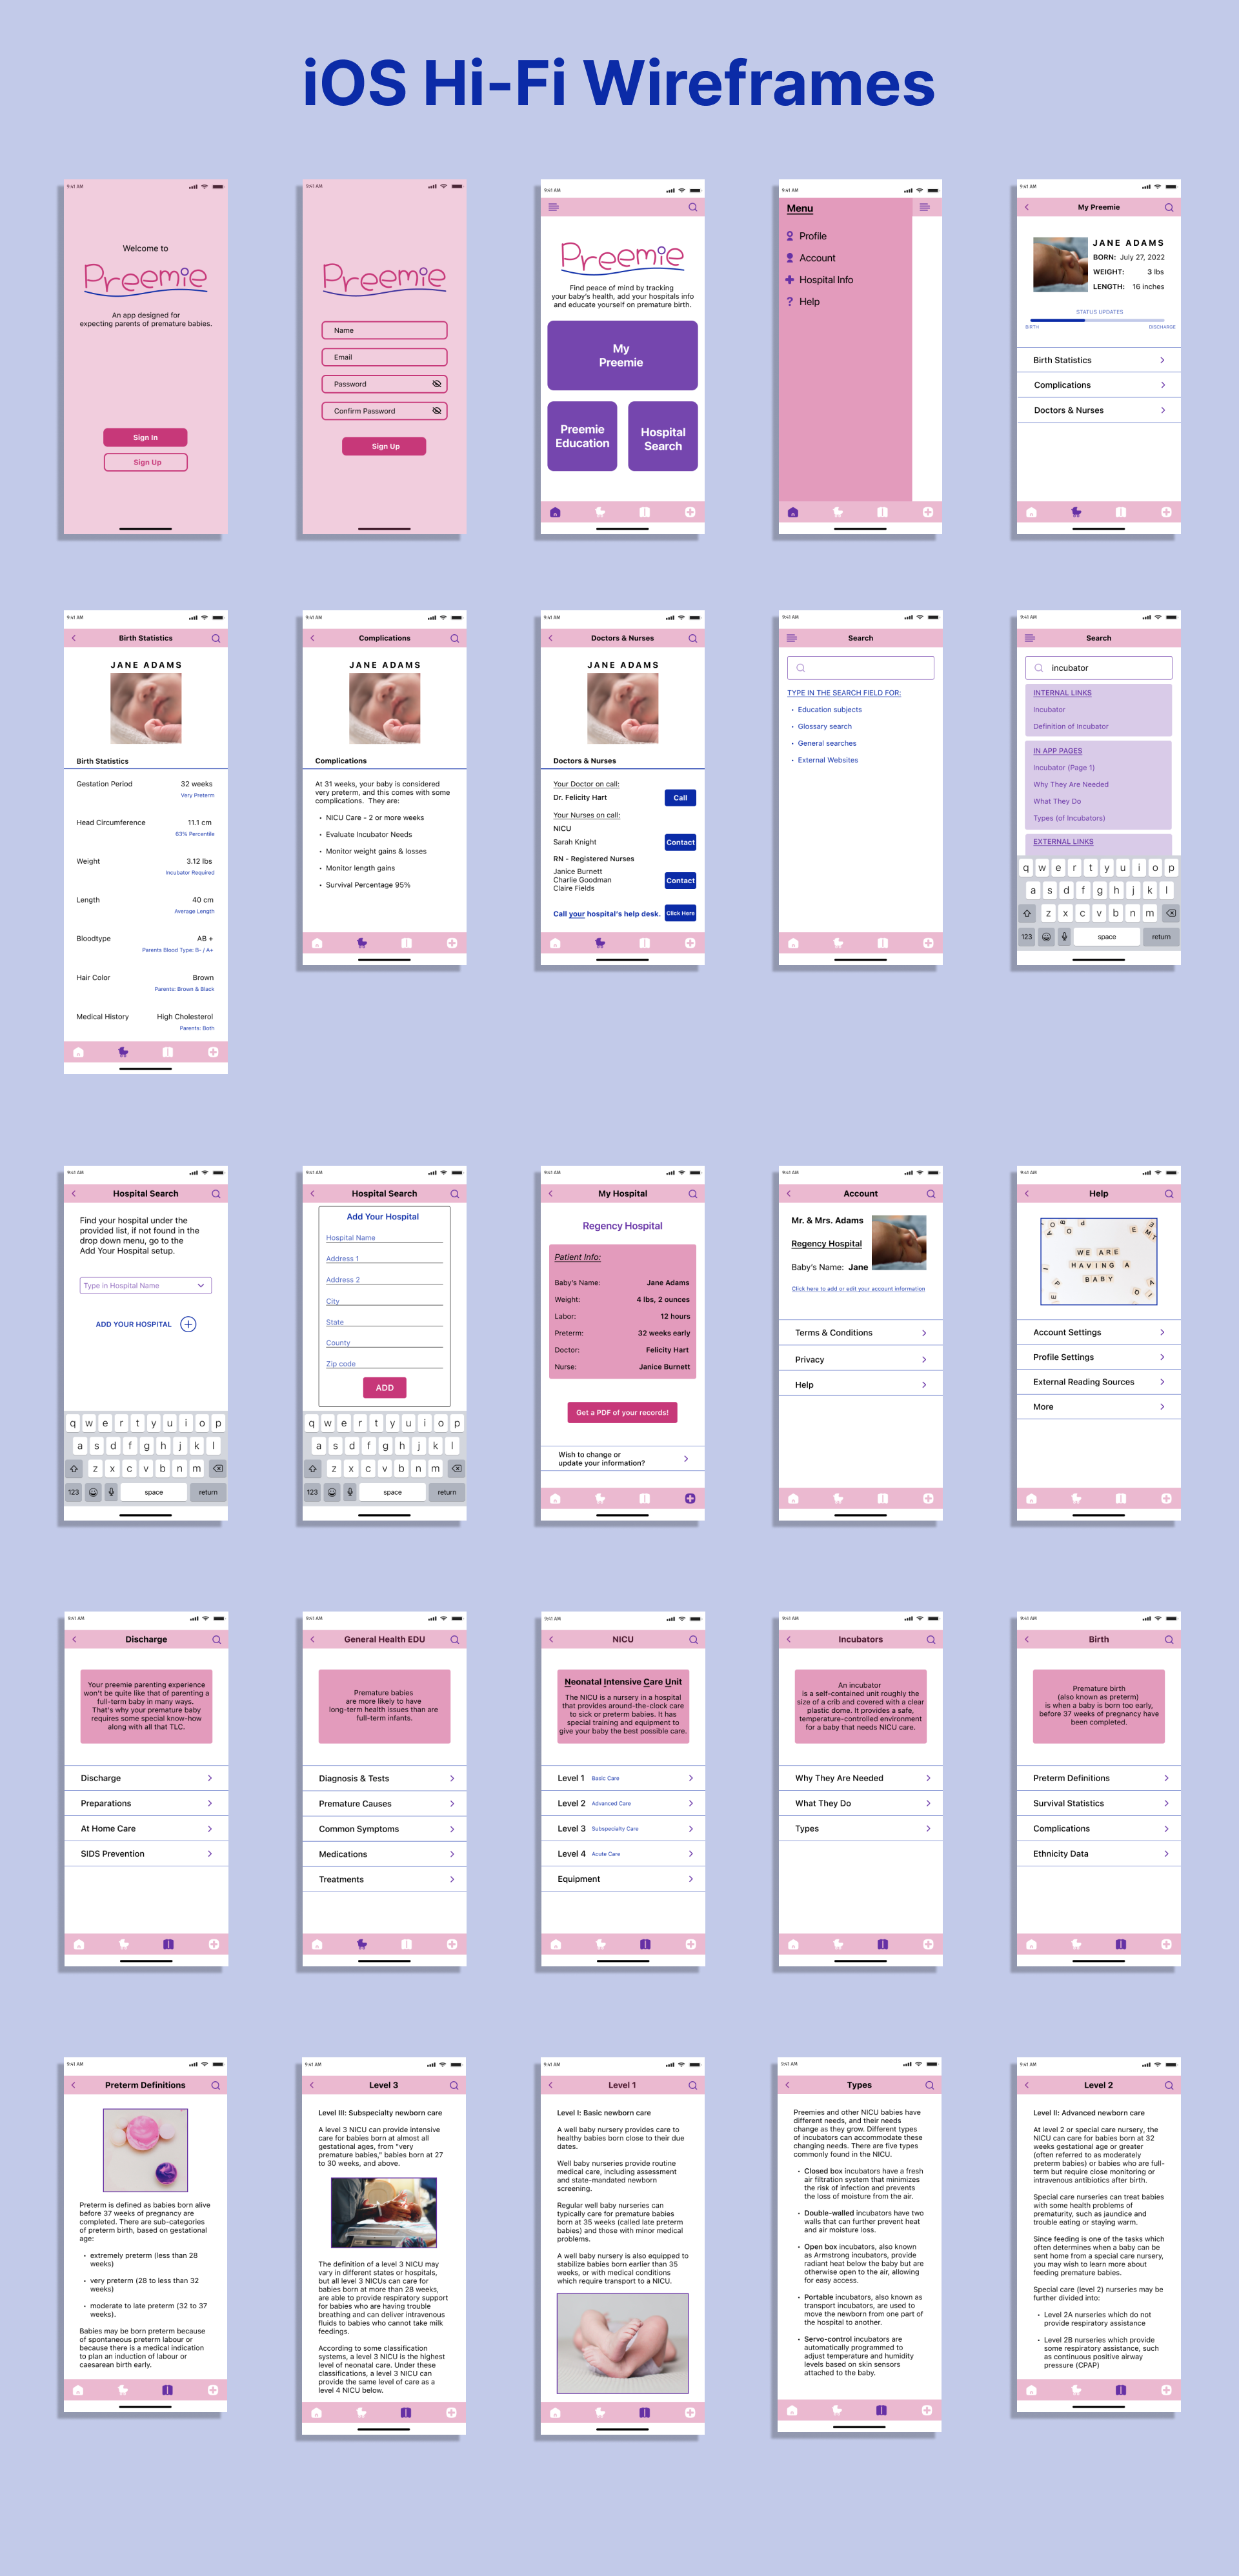 iOS Hi-Fi Wireframes
9:41 AM
Welcome to
Preemie
An app designed for
expecting parents of premature babies.
Sign In
Sign Up
9:41 AM
Preemie
Name
Email
Password
Confirm Password
Sign Up
9:41 AM
Preemie
Find peace of mind by tracking
your baby's health, add your hospitals info
and educate yourself on premature birth.
My
Preemie
Preemie
Education
Hospital
Search
9:41 AM
Menu
Profile
Account
Hospital Info
? Help
9:41 AM
My Preemie
JANE ADAMS
BORN: July 27, 2022
WEIGHT: 3 lbs
LENGTH: 16 inches
STATUS UPDATES
BIRTH DISCHARGE
Birth Statistics
Complications
Doctors & Nurses
9:41 AM
Birth Statistics
JANE ADAMS
Birth Statistics
Gestation Period 32 weeks
Very Preterm
Head Circumference 11.1 cm
63% Percentile
Weight 3.12 lbs
Incubator Required
Length 40 cm
Average Length
Bloodtype AB +
Parents Blood Type: B- / A+
Hair Color Brown
Parents: Brown & Black
Medical History High Cholesterol
Parents: Both
9:41 AM
Complications
JANE ADAMS
Complications
At 31 weeks, your baby is considered
very preterm, and this comes with some
complications. They are:
• NICU Care - 2 or more weeks
• Evaluate Incubator Needs
• Monitor weight gains & losses
• Monitor length gains
• Survival Percentage 95%
9:41 AM
Doctors & Nurses
JANE ADAMS
Doctors & Nurses
Your Doctor on call:
Dr. Felicity Hart Call
Your Nurses on call:
NICU
Sarah Knight Contact
RN - Registered Nurses
Janice Burnett
Charlie Goodman Contact
Claire Fields
Call your hospital's help desk. Click Here
9:41 AM
Search
TYPE IN THE SEARCH FIELD FOR:
• Education subjects
• Glossary search
• General searches
• External Websites
9:41 AM
Search
incubator
INTERNAL LINKS
Incubator
Definition of Incubator
IN APP PAGES
Incubator (Page 1)
Why They Are Needed
What They Do
Types (of Incubators)
EXTERNAL LINKS
q w e r t y u i o p
a s d f g h j k l
z x c v b n m
123 space return
9:41 AM
Hospital Search
Find your hospital under the
provided list, if not found in the
drop down menu, go to the
Add Your Hospital setup.
Type in Hospital Name
ADD YOUR HOSPITAL
q w e r t y u i o p
a s d f g h j k l
z x c v b n m
123 space return
9:41 AM
Hospital Search
Add Your Hospital
Hospital Name
Address 1
Address 2
City
State
County
Zip code
ADD
q w e r t y u i o p
a s d f g h j k l
z x c v b n m
123 space return
9:41 AM
My Hospital
Regency Hospital
Patient Info:
Baby's Name: Jane Adams
Weight: 4 lbs, 2 ounces
Labor: 12 hours
Preterm: 32 weeks early
Doctor: Felicity Hart
Nurse: Janice Burnett
Get a PDF of your records!
Wish to change or
update your information?
9:41 AM
Account
Mr. & Mrs. Adams
Regency Hospital
Baby's Name: Jane
Click here to add or edit your account information
Terms & Conditions
Privacy
Help
9:41 AM
Help
WE ARE
HAVING A
BABY
Account Settings
Profile Settings
External Reading Sources
More
9:41 AM
Discharge
Your preemie parenting experience
won't be quite like that of parenting a
full-term baby in many ways.
That's why your premature baby
requires some special know-how
along with all that TLC.
Discharge
Preparations
At Home Care
SIDS Prevention
9:41 AM
General Health EDU
Premature babies
are more likely to have
long-term health issues than are
full-term infants.
Diagnosis & Tests
Premature Causes
Common Symptoms
Medications
Treatments
9:41 AM
NICU
Neonatal Intensive Care Unit
The NICU is a nursery in a hospital
that provides around-the-clock care
to sick or preterm babies. It has
special training and equipment to
give your baby the best possible care.
Level 1 Basic Care
Level 2 Advanced Care
Level 3 Subspecialty Care
Level 4 Acute Care
Equipment
9:41 AM
Incubators
An incubator
is a self-contained unit roughly the
size of a crib and covered with a clear
plastic dome. It provides a safe,
temperature-controlled environment
for a baby that needs NICU care.
Why They Are Needed
What They Do
Types
9:41 AM
Birth
Premature birth
(also known as preterm)
is when a baby is born too early,
before 37 weeks of pregnancy have
been completed.
Preterm Definitions
Survival Statistics
Complications
Ethnicity Data
9:41 AM
Preterm Definitions
Preterm is defined as babies born alive
before 37 weeks of pregnancy are
completed. There are sub-categories
of preterm birth, based on gestational
age:
• extremely preterm (less than 28
weeks)
• very preterm (28 to less than 32
weeks)
• moderate to late preterm (32 to 37
weeks).
Babies may be born preterm because
of spontaneous preterm labour or
because there is a medical indication
to plan an induction of labour or
caesarean birth early.
9:41 AM
Level 3
Level III: Subspecialty newborn care
A level 3 NICU can provide intensive
care for babies born at almost all
gestational ages, from "very
premature babies," babies born at 27
to 30 weeks, and above.
The definition of a level 3 NICU may
vary in different states or hospitals,
but all level 3 NICUs can care for
babies born at more than 28 weeks,
are able to provide respiratory support
for babies who are having trouble
breathing and can deliver intravenous
fluids to babies who cannot take milk
feedings.
According to some classification
systems, a level 3 NICU is the highest
level of neonatal care. Under these
classifications, a level 3 NICU can
provide the same level of care as a
level 4 NICU below.
9:41 AM
Level 1
Level I: Basic newborn care
A well baby nursery provides care to
healthy babies born close to their due
dates.
Well baby nurseries provide routine
medical care, including assessment
and state-mandated newborn
screening.
Regular well baby nurseries can
typically care for premature babies
born at 35 weeks (called late preterm
babies) and those with minor medical
problems.
A well baby nursery is also equipped to
stabilize babies born earlier than 35
weeks, or with medical conditions
which require transport to a NICU.
9:41 AM
Types
Preemies and other NICU babies have
different needs, and their needs
change as they grow. Different types
of incubators can accommodate these
changing needs. There are five types
commonly found in the NICU.
• Closed box incubators have a fresh
air filtration system that minimizes
the risk of infection and prevents
the loss of moisture from the air.
• Double-walled incubators have two
walls that can further prevent heat
and air moisture loss.
• Open box incubators, also known
as Armstrong incubators, provide
radiant heat below the baby but are
otherwise open to the air, allowing
for easy access.
• Portable incubators, also known as
transport incubators, are used to
move the newborn from one part of
the hospital to another.
• Servo-control incubators are
automatically programmed to
adjust temperature and humidity
levels based on skin sensors
attached to the baby.
9:41 AM
Level 2
Level II: Advanced newborn care
At level 2 or special care nursery, the
NICU can care for babies born at 32
weeks gestational age or greater
(often referred to as moderately
preterm babies) or babies who are full-
term but require close monitoring or
intravenous antibiotics after birth.
Special care nurseries can treat babies
with some health problems of
prematurity, such as jaundice and
trouble eating or staying warm.
Since feeding is one of the tasks which
often determines when a baby can be
sent home from a special care nursery,
you may wish to learn more about
feeding premature babies.
Special care (level 2) nurseries may be
further divided into:
• Level 2A nurseries which do not
provide respiratory assistance
• Level 2B nurseries which provide
some respiratory assistance, such
as continuous positive airway
pressure (CPAP)